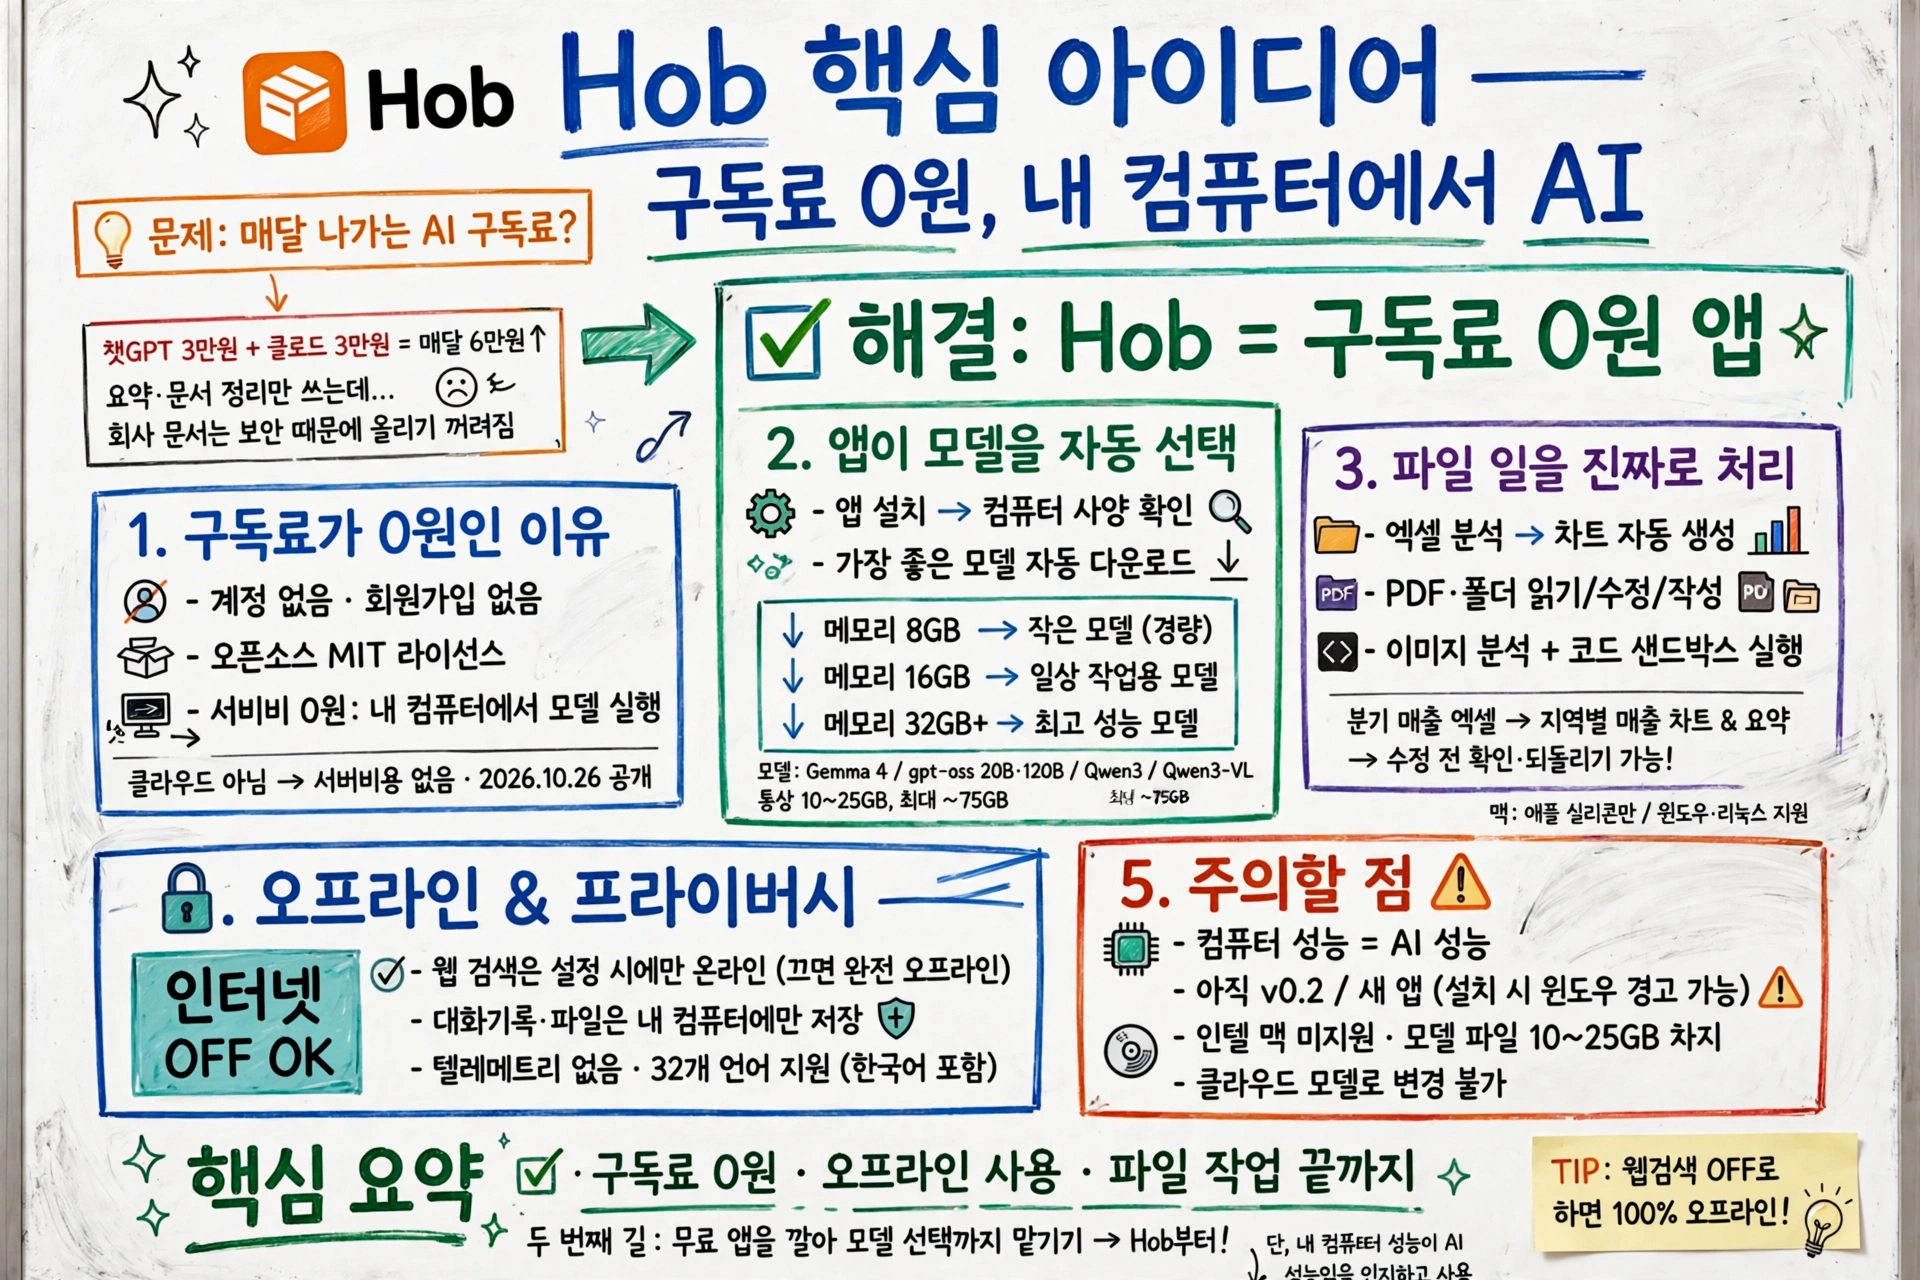 Hob
Hob 핵심 아이디어
구독료 0원, 내 컴퓨터에서 AI
문제: 매달 나가는 AI 구독료?
챗GPT 3만원 + 클로드 3만원 = 매달 6만원↑
요약·문서 정리만 쓰는데...
회사 문서는 보안 때문에 올리기 꺼려짐
해결: Hob = 구독료 0원 앱
1. 구독료가 0원인 이유
- 계정 없음 · 회원가입 없음
- 오픈소스 MIT 라이선스
- 서비비 0원: 내 컴퓨터에서 모델 실행
클라우드 아님 → 서버비용 없음 · 2026.10.26 공개
2. 앱이 모델을 자동 선택
- 앱 설치 → 컴퓨터 사양 확인
- 가장 좋은 모델 자동 다운로드
↓ 메모리 8GB → 작은 모델 (경량)
↓ 메모리 16GB → 일상 작업용 모델
↓ 메모리 32GB+ → 최고 성능 모델
모델: Gemma 4 / gpt-oss 20B·120B / Qwen3 / Qwen3-VL
통상 10~25GB, 최대 ~75GB
~75GB
3. 파일 일을 진짜로 처리
- 엑셀 분석 → 차트 자동 생성
PDF - PDF·폴더 읽기/수정/작성 PD
- 이미지 분석 + 코드 샌드박스 실행
분기 매출 엑셀 → 지역별 매출 차트 & 요약
→ 수정 전 확인·되돌리기 가능!
맥: 애플 실리콘만 / 윈도우·리눅스 지원
. 오프라인 & 프라이버시
인터넷
OFF OK
- 웹 검색은 설정 시에만 온라인 (끄면 완전 오프라인)
- 대화기록·파일은 내 컴퓨터에만 저장
- 텔레메트리 없음 · 32개 언어 지원 (한국어 포함)
5. 주의할 점
- 컴퓨터 성능 = AI 성능
- 아직 v0.2 / 새 앱 (설치 시 윈도우 경고 가능)
- 인텔 맥 미지원 · 모델 파일 10~25GB 차지
- 클라우드 모델로 변경 불가
핵심 요약
· 구독료 0원 · 오프라인 사용 · 파일 작업 끝까지
두 번째 길: 무료 앱을 깔아 모델 선택까지 맡기기 → Hob부터!
단, 내 컴퓨터 성능이 AI
TIP: 웹검색 OFF로
하면 100% 오프라인!